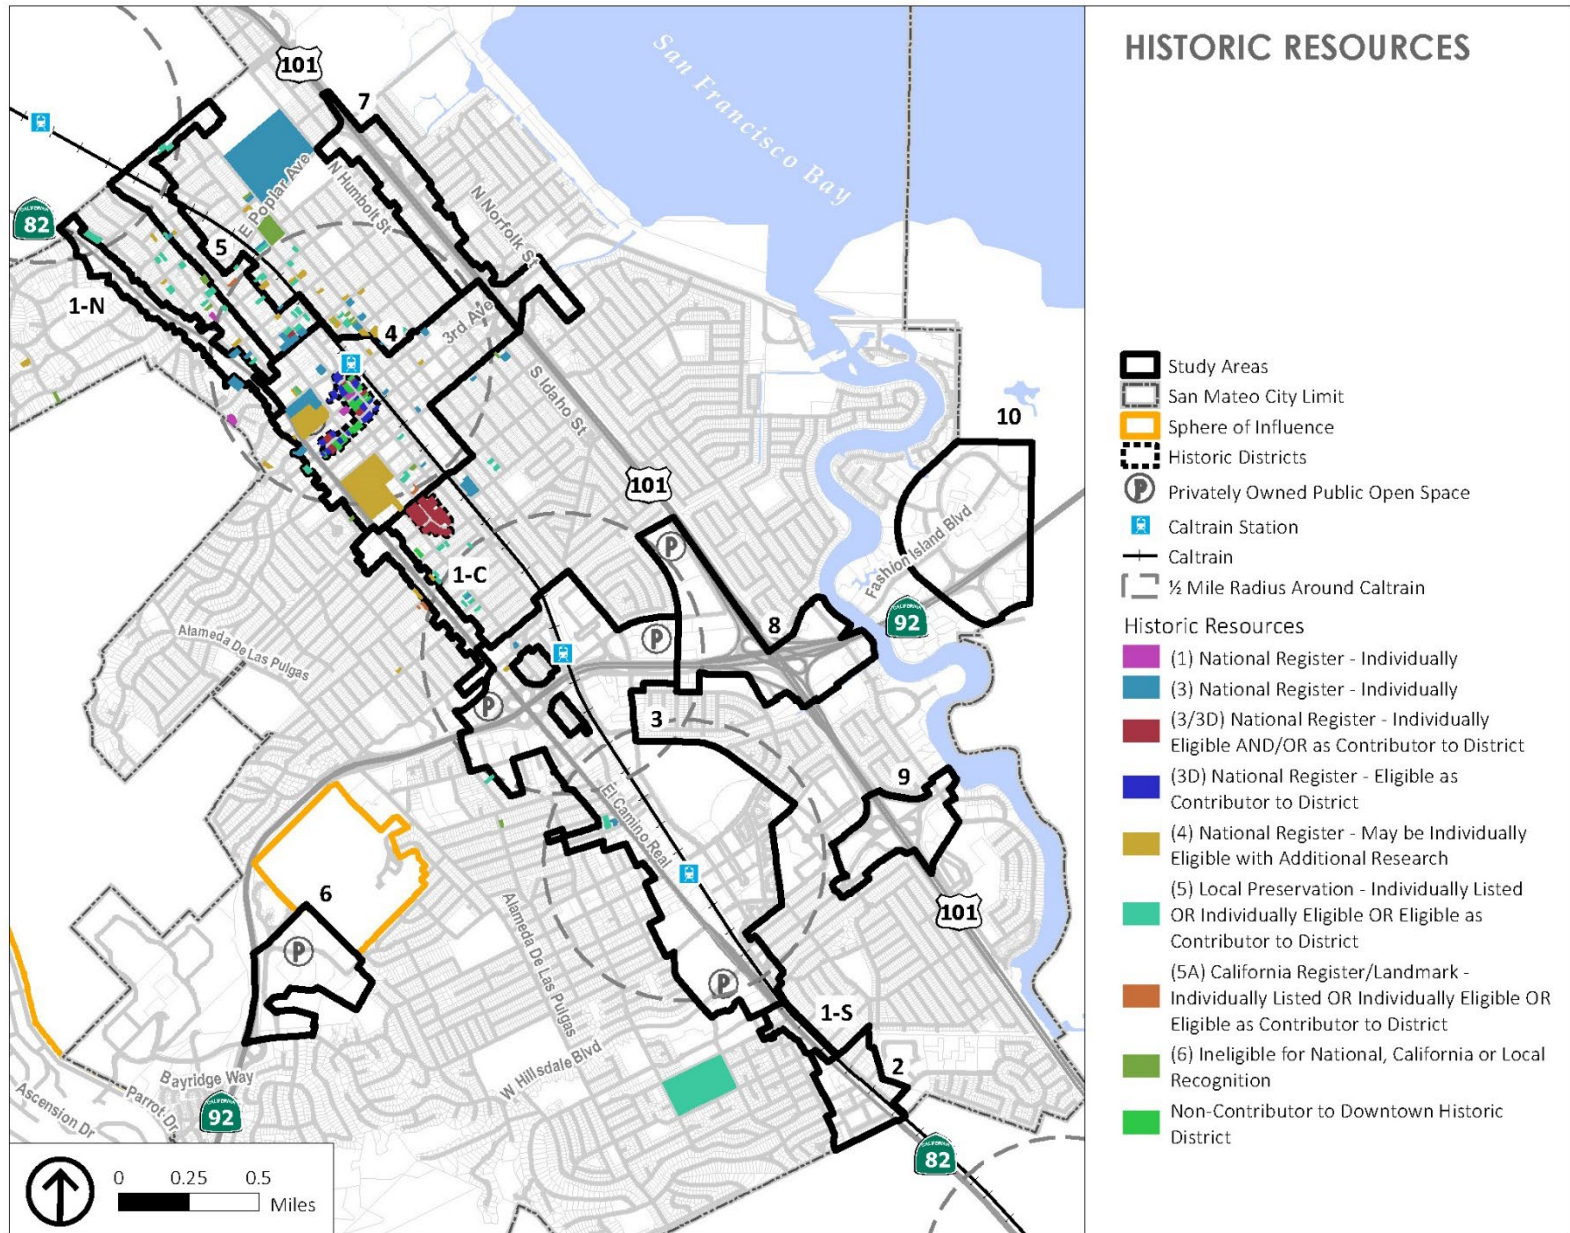 HISTORIC RESOURCES
101
7
San Francisco Bay
E Poplar Ave
N Humbolt St
N Norfolk St
CALIFORNIA
82
5
1-N
4
3rd Ave
S Idaho St
10
101
Fashion Island Blvd
P
1-C
8
CALIFORNIA
92
P
Alameda De Las Pulgas
P
3
9
El Camino Real
6
101
P
P
Alameda De Las Pulgas
1-S
2
W Hillsdale Blvd
Bayridge Way
Parrot Dr
Ascension Dr
CALIFORNIA
92
CALIFORNIA
82
0 0.25 0.5
Miles
Study Areas
San Mateo City Limit
Sphere of Influence
Historic Districts
P Privately Owned Public Open Space
Caltrain Station
Caltrain
½ Mile Radius Around Caltrain
Historic Resources
(1) National Register - Individually
(3) National Register - Individually
(3/3D) National Register - Individually
Eligible AND/OR as Contributor to District
(3D) National Register - Eligible as
Contributor to District
(4) National Register - May be Individually
Eligible with Additional Research
(5) Local Preservation - Individually Listed
OR Individually Eligible OR Eligible as
Contributor to District
(5A) California Register/Landmark -
Individually Listed OR Individually Eligible OR
Eligible as Contributor to District
(6) Ineligible for National, California or Local
Recognition
Non-Contributor to Downtown Historic
District